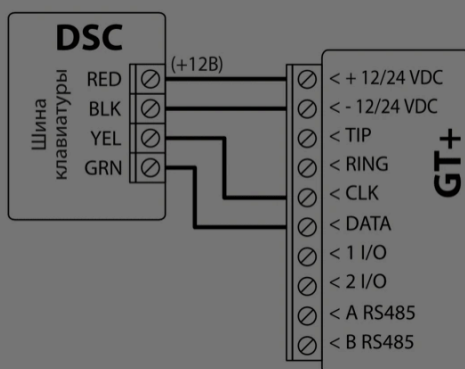 DSC
Шина клавиатуры
RED
BLK
YEL
GRN
(+12В)
< + 12/24 VDC
< - 12/24 VDC
< TIP
< RING
< CLK
< DATA
< 1 I/O
< 2 I/O
< A RS485
< B RS485
GT+